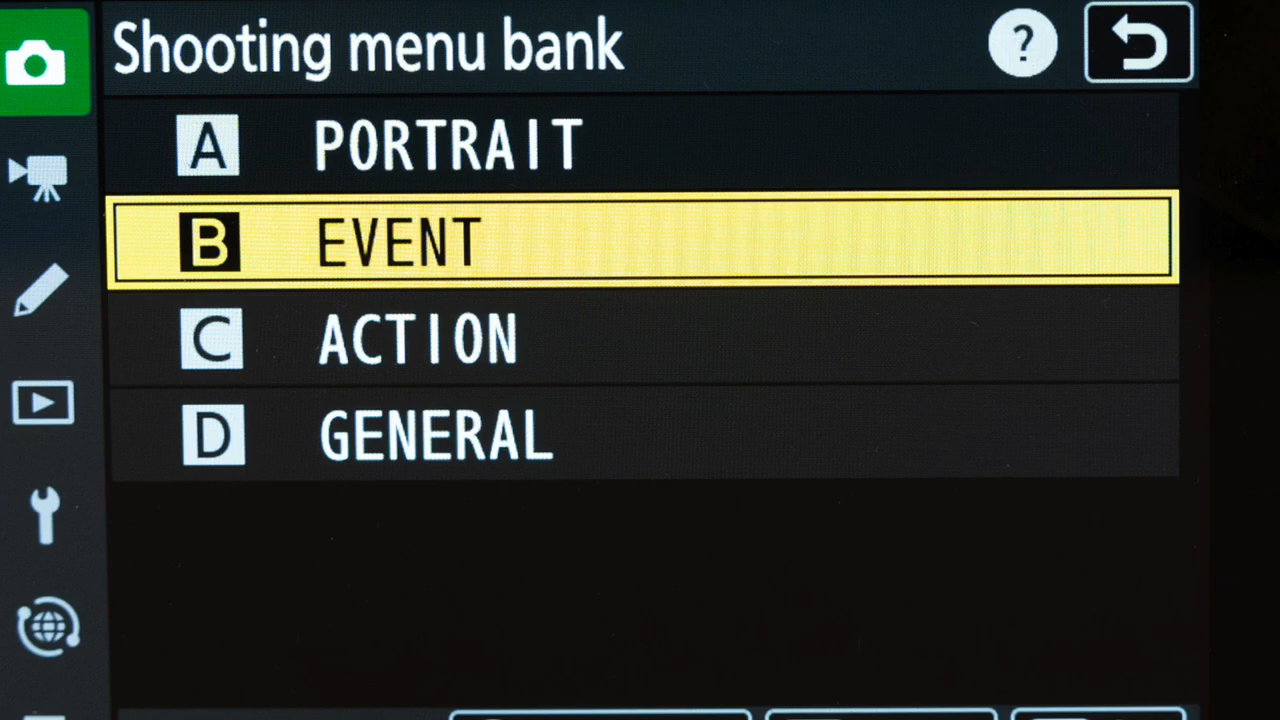 Shooting menu bank ?
A PORTRAIT
B EVENT
C ACTION
D GENERAL